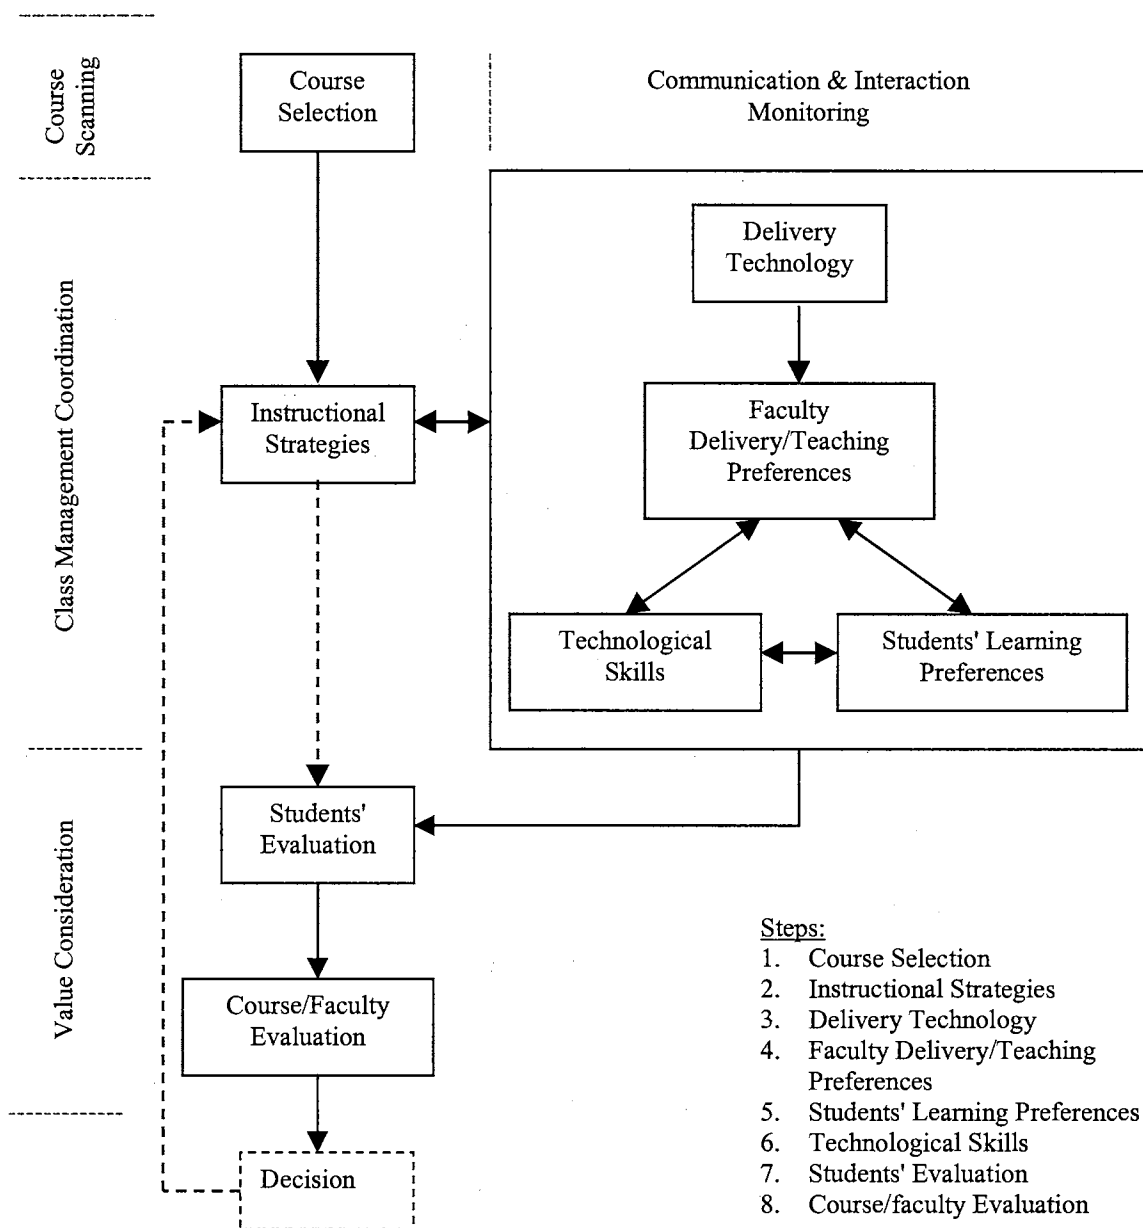 Course
Scanning
Course
Selection
Communication & Interaction
Monitoring
Class Management Coordination
Delivery
Technology
Instructional
Strategies
Faculty
Delivery/Teaching
Preferences
Technological
Skills
Students' Learning
Preferences
Value Consideration
Students'
Evaluation
Course/Faculty
Evaluation
Decision
Steps:
1. Course Selection
2. Instructional Strategies
3. Delivery Technology
4. Faculty Delivery/Teaching
Preferences
5. Students' Learning Preferences
6. Technological Skills
7. Students' Evaluation
8. Course/faculty Evaluation